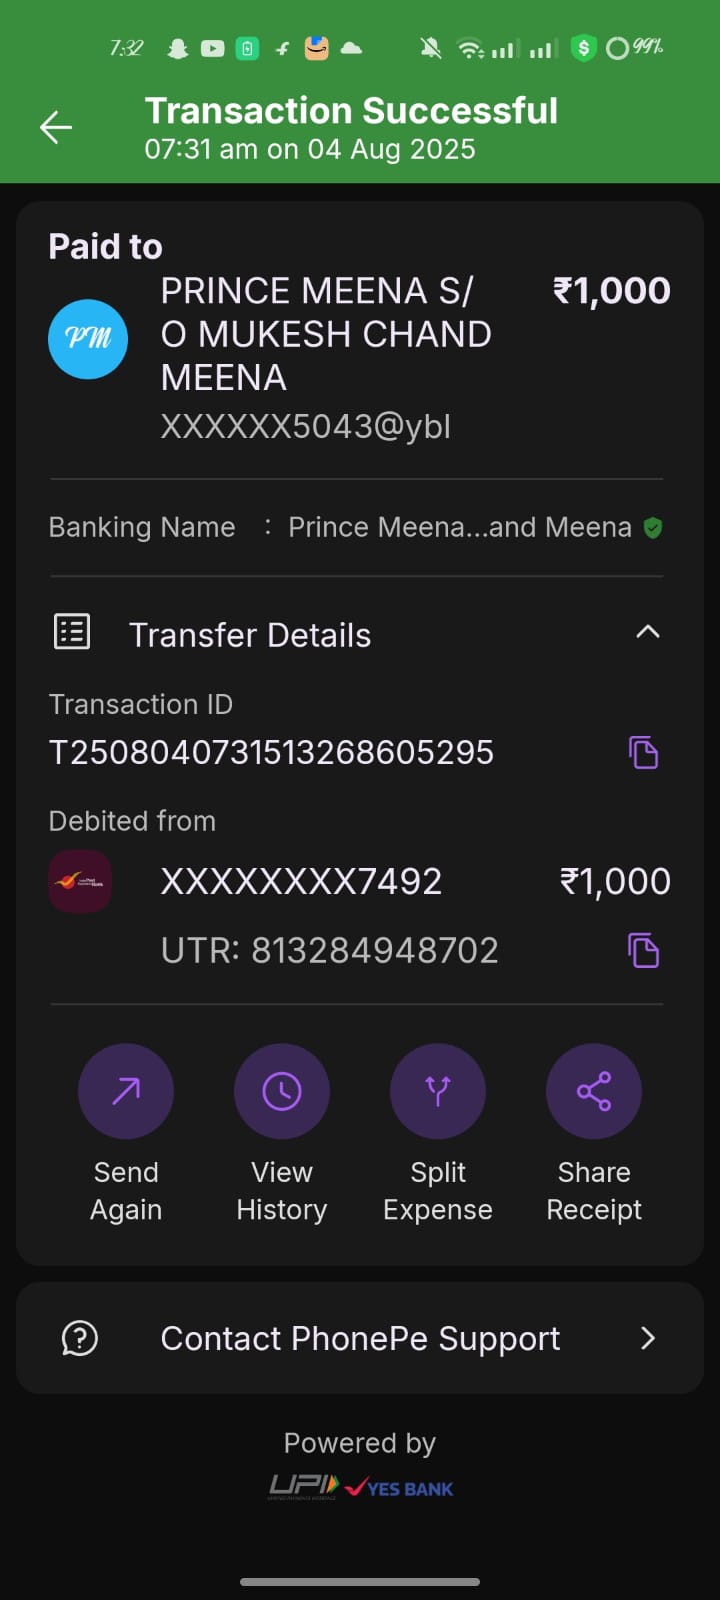 7:32
99%
Transaction Successful
07:31 am on 04 Aug 2025
Paid to
PRINCE MEENA S/
O MUKESH CHAND
MEENA
₹1,000
PM
XXXXXX5043@ybl
Banking Name : Prince Meena...and Meena
Transfer Details
Transaction ID
T2508040731513268605295
Debited from
XXXXXXXX7492 ₹1,000
UTR: 813284948702
Send Again
View History
Split Expense
Share Receipt
Contact PhonePe Support
Powered by
UPI YES BANK